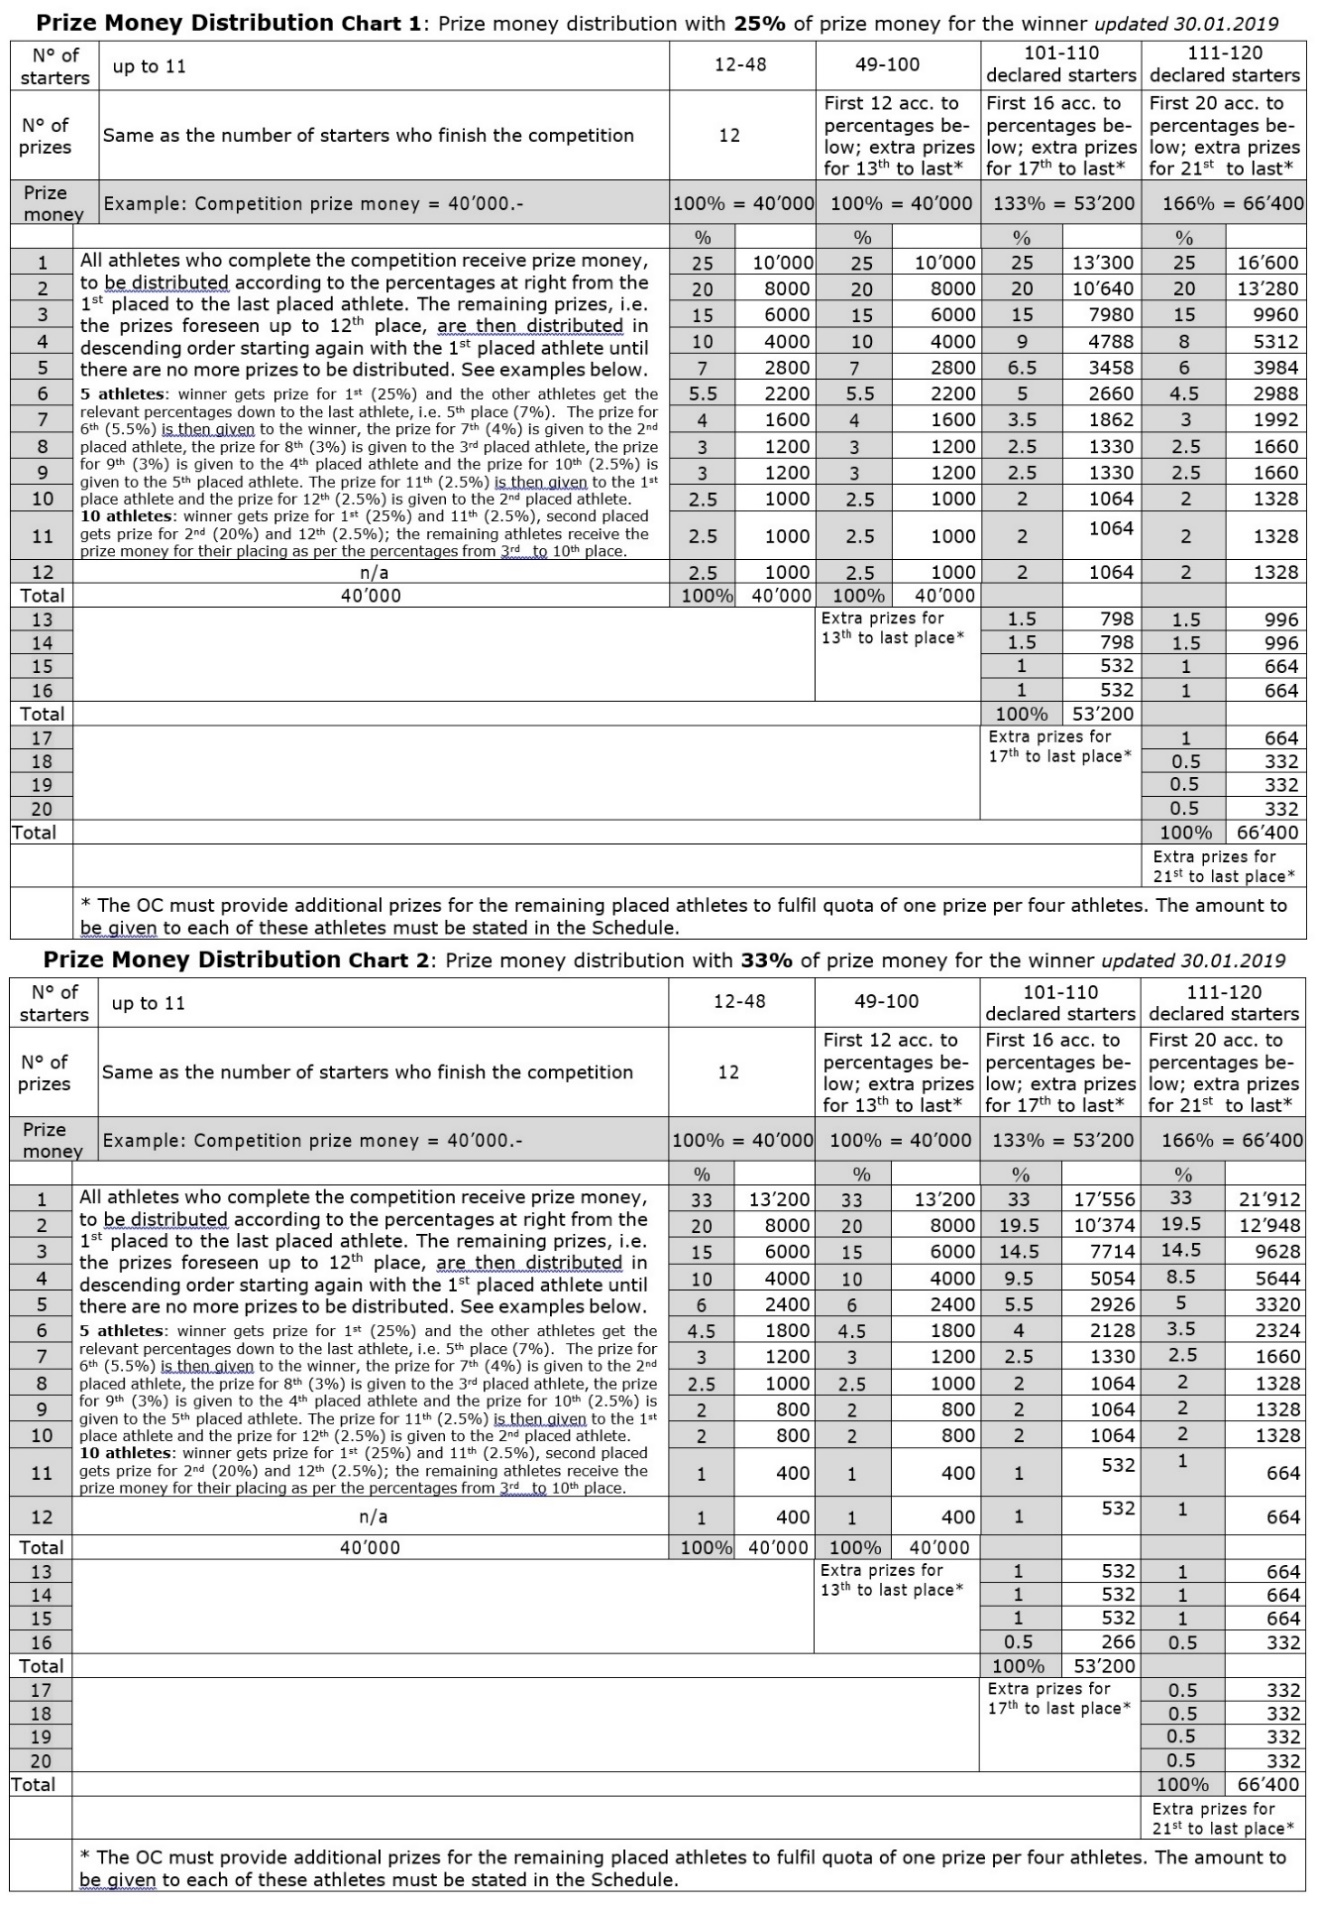 Prize Money Distribution Chart 1: Prize money distribution with 25% of prize money for the winner updated 30.01.2019
N° of starters up to 11 12-48 49-100 101-110 declared starters 111-120 declared starters
N° of prizes Same as the number of starters who finish the competition 12 First 12 acc. to percentages be-low; extra prizes for 13th to last* First 16 acc. to percentages be-low; extra prizes for 17th to last* First 20 acc. to percentages be-low; extra prizes for 21st to last*
Prize money Example: Competition prize money = 40’000.- 100% = 40’000 100% = 40’000 133% = 53’200 166% = 66’400
% % % %
All athletes who complete the competition receive prize money,
to be distributed according to the percentages at right from the
1st placed to the last placed athlete. The remaining prizes, i.e.
the prizes foreseen up to 12th place, are then distributed in
descending order starting again with the 1st placed athlete until
there are no more prizes to be distributed. See examples below.
5 athletes: winner gets prize for 1st (25%) and the other athletes get the
relevant percentages down to the last athlete, i.e. 5th place (7%). The prize for
6th (5.5%) is then given to the winner, the prize for 7th (4%) is given to the 2nd
placed athlete, the prize for 8th (3%) is given to the 3rd placed athlete, the prize
for 9th (3%) is given to the 4th placed athlete and the prize for 10th (2.5%) is
given to the 5th placed athlete. The prize for 11th (2.5%) is then given to the 1st
place athlete and the prize for 12th (2.5%) is given to the 2nd placed athlete.
10 athletes: winner gets prize for 1st (25%) and 11th (2.5%), second placed
gets prize for 2nd (20%) and 12th (2.5%); the remaining athletes receive the
prize money for their placing as per the percentages from 3rd to 10th place.
1 25 10’000 25 10’000 25 13’300 25 16’600
2 20 8000 20 8000 20 10’640 20 13’280
3 15 6000 15 6000 15 7980 15 9960
4 10 4000 10 4000 9 4788 8 5312
5 7 2800 7 2800 6.5 3458 6 3984
6 5.5 2200 5.5 2200 5 2660 4.5 2988
7 4 1600 4 1600 3.5 1862 3 1992
8 3 1200 3 1200 2.5 1330 2.5 1660
9 3 1200 3 1200 2.5 1330 2.5 1660
10 2.5 1000 2.5 1000 2 1064 2 1328
11 2.5 1000 2.5 1000 2 1064 2 1328
12 n/a 2.5 1000 2.5 1000 2 1064 2 1328
Total 40’000 100% 40’000 100% 40’000
Extra prizes for
13th to last place*
13 1.5 798 1.5 996
14 1.5 798 1.5 996
15 1 532 1 664
16 1 532 1 664
Total 100% 53’200
Extra prizes for
17th to last place*
17 1 664
18 0.5 332
19 0.5 332
20 0.5 332
Total 100% 66’400
Extra prizes for
21st to last place*
* The OC must provide additional prizes for the remaining placed athletes to fulfil quota of one prize per four athletes. The amount to
be given to each of these athletes must be stated in the Schedule.
Prize Money Distribution Chart 2: Prize money distribution with 33% of prize money for the winner updated 30.01.2019
N° of starters up to 11 12-48 49-100 101-110 declared starters 111-120 declared starters
N° of prizes Same as the number of starters who finish the competition 12 First 12 acc. to percentages be-low; extra prizes for 13th to last* First 16 acc. to percentages be-low; extra prizes for 17th to last* First 20 acc. to percentages be-low; extra prizes for 21st to last*
Prize money Example: Competition prize money = 40’000.- 100% = 40’000 100% = 40’000 133% = 53’200 166% = 66’400
% % % %
All athletes who complete the competition receive prize money,
to be distributed according to the percentages at right from the
1st placed to the last placed athlete. The remaining prizes, i.e.
the prizes foreseen up to 12th place, are then distributed in
descending order starting again with the 1st placed athlete until
there are no more prizes to be distributed. See examples below.
5 athletes: winner gets prize for 1st (25%) and the other athletes get the
relevant percentages down to the last athlete, i.e. 5th place (7%). The prize for
6th (5.5%) is then given to the winner, the prize for 7th (4%) is given to the 2nd
placed athlete, the prize for 8th (3%) is given to the 3rd placed athlete, the prize
for 9th (3%) is given to the 4th placed athlete and the prize for 10th (2.5%) is
given to the 5th placed athlete. The prize for 11th (2.5%) is then given to the 1st
place athlete and the prize for 12th (2.5%) is given to the 2nd placed athlete.
10 athletes: winner gets prize for 1st (25%) and 11th (2.5%), second placed
gets prize for 2nd (20%) and 12th (2.5%); the remaining athletes receive the
prize money for their placing as per the percentages from 3rd to 10th place.
1 33 13’200 33 13’200 33 17’556 33 21’912
2 20 8000 20 8000 19.5 10’374 19.5 12’948
3 15 6000 15 6000 14.5 7714 14.5 9628
4 10 4000 10 4000 9.5 5054 8.5 5644
5 6 2400 6 2400 5.5 2926 5 3320
6 4.5 1800 4.5 1800 4 2128 3.5 2324
7 3 1200 3 1200 2.5 1330 2.5 1660
8 2.5 1000 2.5 1000 2 1064 2 1328
9 2 800 2 800 2 1064 2 1328
10 2 800 2 800 2 1064 2 1328
11 1 400 1 400 1 532 1 664
12 n/a 1 400 1 400 1 532 1 664
Total 40’000 100% 40’000 100% 40’000
Extra prizes for
13th to last place*
13 1 532 1 664
14 1 532 1 664
15 1 532 1 664
16 0.5 266 0.5 332
Total 100% 53’200
Extra prizes for
17th to last place*
17 0.5 332
18 0.5 332
19 0.5 332
20 0.5 332
Total 100% 66’400
Extra prizes for
21st to last place*
* The OC must provide additional prizes for the remaining placed athletes to fulfil quota of one prize per four athletes. The amount to
be given to each of these athletes must be stated in the Schedule.